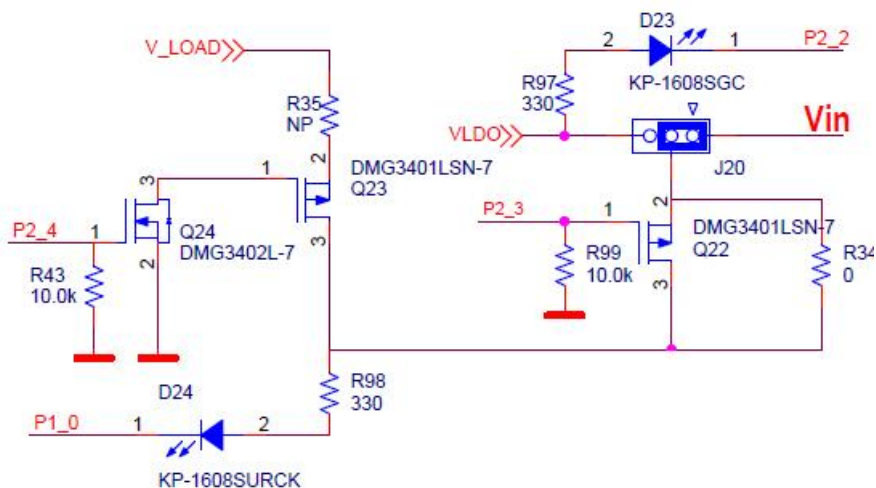 V_LOAD
R35
NP
2
1
DMG3401LSN-7
Q23
3
3
Q24
DMG3402L-7
P2_4
1
2
R43
10.0k
D24
P1_0
1
2
KP-1608SURCK
R98
330
D23
2
1
P2_2
KP-1608SGC
R97
330
VLDO
Vin
J20
P2_3
1
2
DMG3401LSN-7
Q22
3
R99
10.0k
R34
0